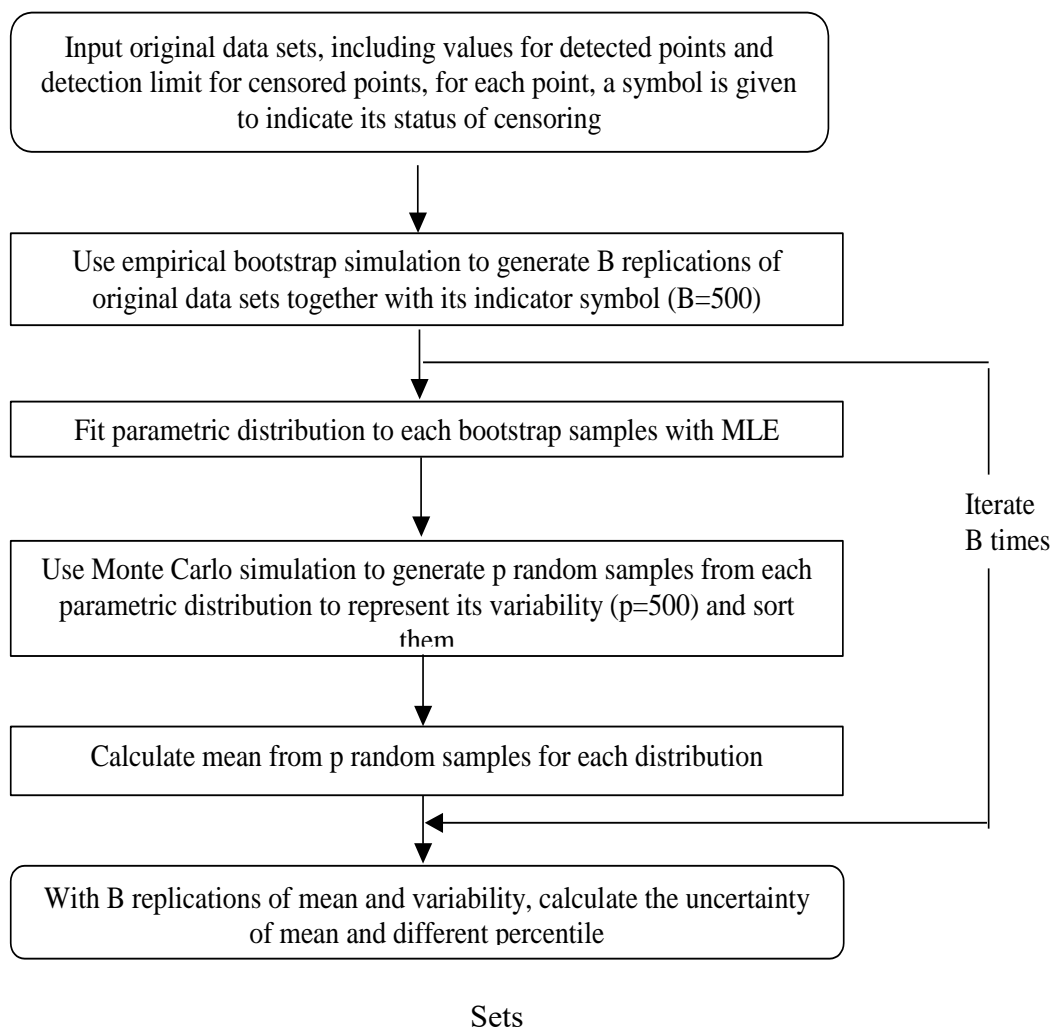 Input original data sets, including values for detected points and
detection limit for censored points, for each point, a symbol is given
to indicate its status of censoring
Use empirical bootstrap simulation to generate B replications of
original data sets together with its indicator symbol (B=500)
Fit parametric distribution to each bootstrap samples with MLE
Iterate
B times
Use Monte Carlo simulation to generate p random samples from each
parametric distribution to represent its variability (p=500) and sort
them
Calculate mean from p random samples for each distribution
With B replications of mean and variability, calculate the uncertainty
of mean and different percentile
Sets